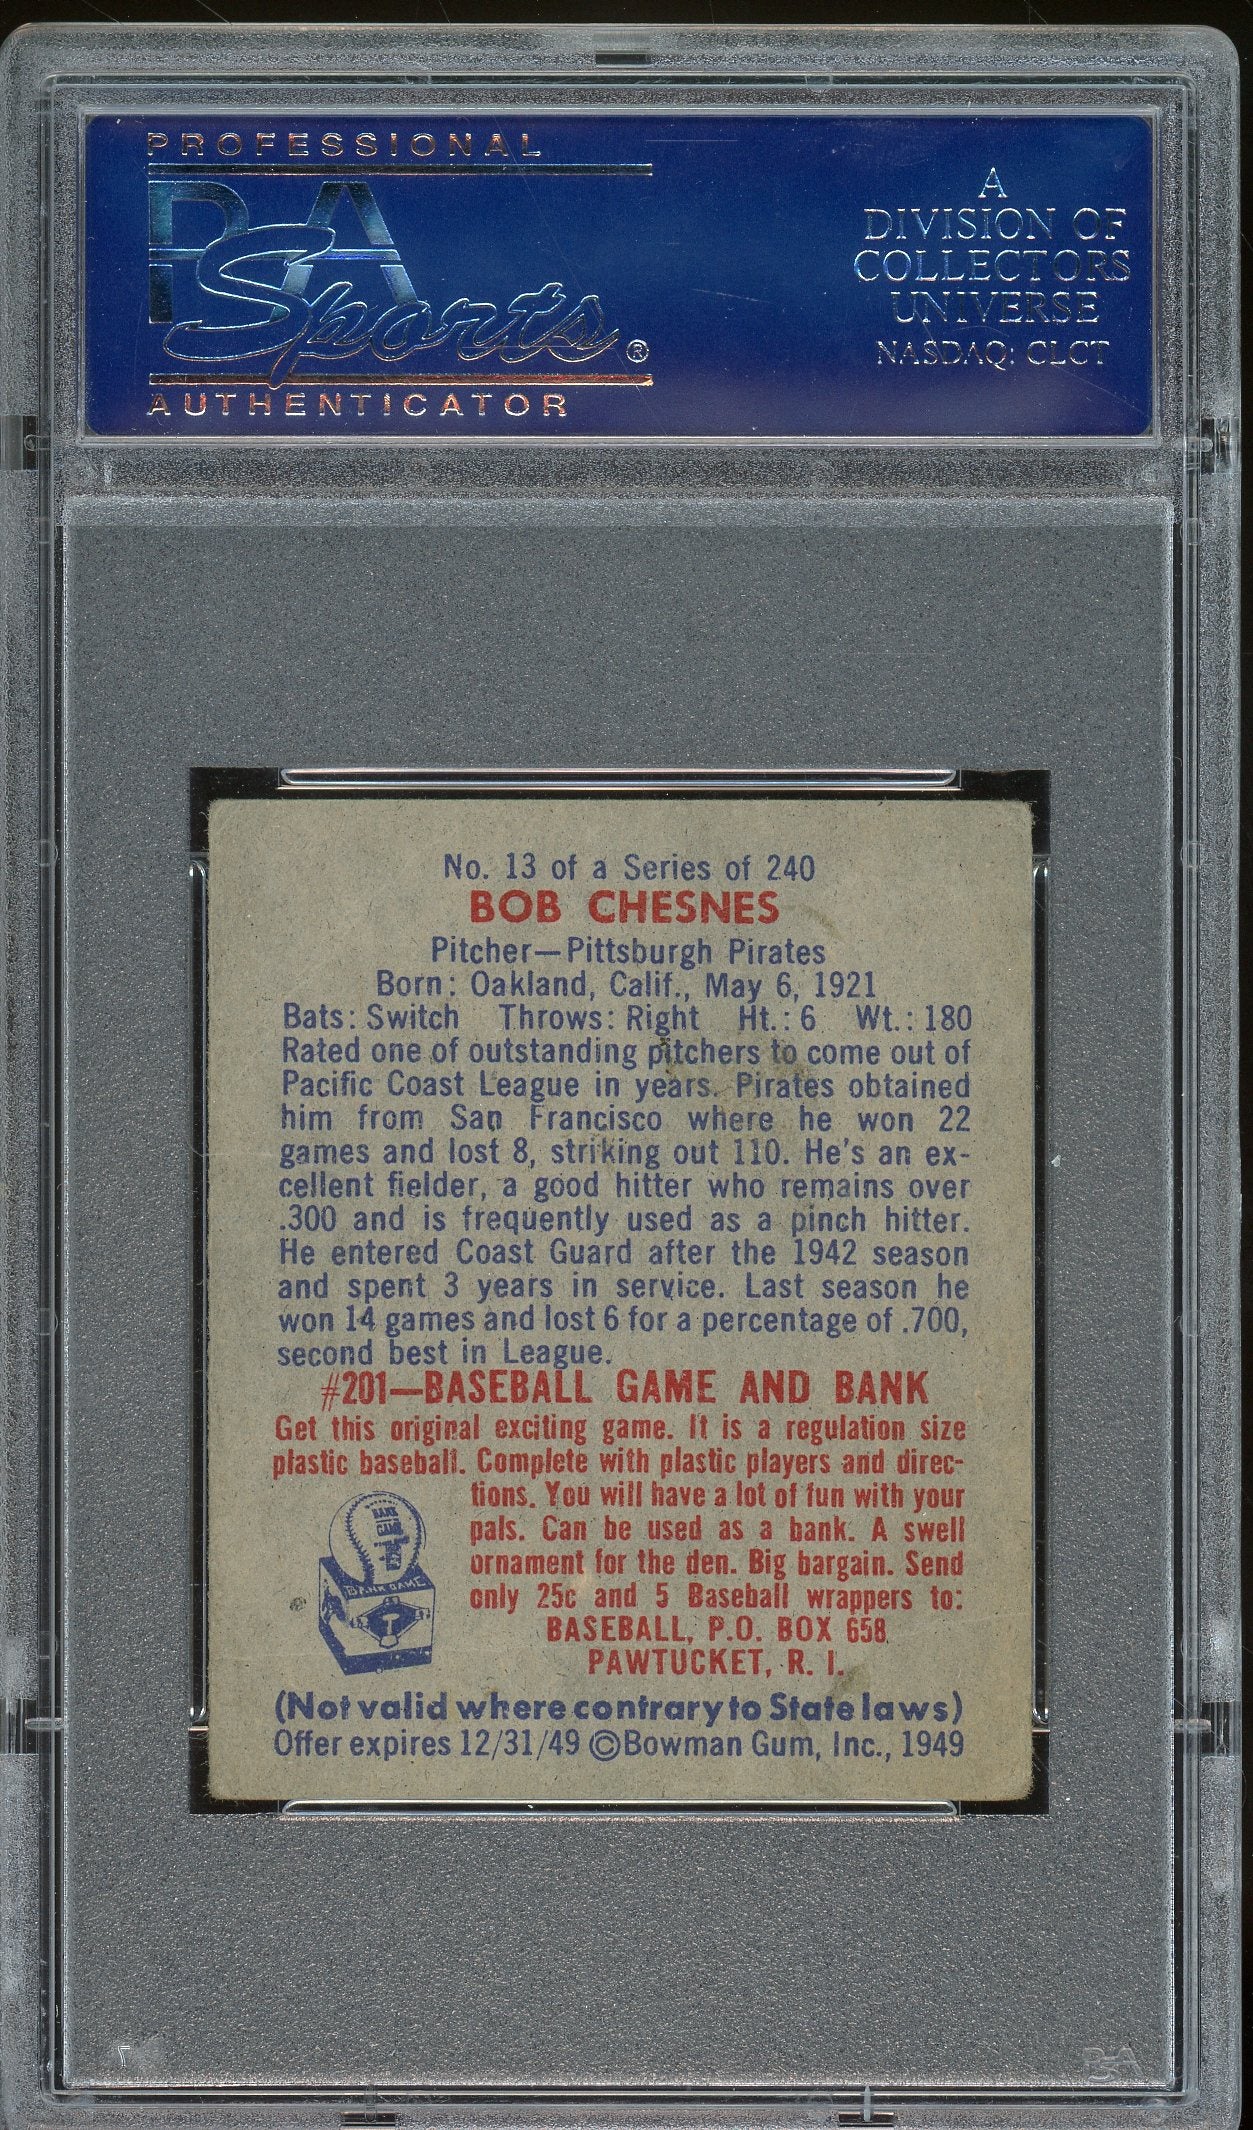 PROFESSIONAL
PSA
Sports®
AUTHENTICATOR
A
DIVISION OF
COLLECTORS
UNIVERSE
NASDAQ: CLCT
No. 13 of a Series of 240
BOB CHESNES
Pitcher—Pittsburgh Pirates
Born: Oakland, Calif., May 6, 1921
Bats: Switch Throws: Right Ht.: 6 Wt.: 180
Rated one of outstanding pitchers to come out of
Pacific Coast League in years. Pirates obtained
him from San Francisco where he won 22
games and lost 8, striking out 110. He's an ex-
cellent fielder, a good hitter who remains over
.300 and is frequently used as a pinch hitter.
He entered Coast Guard after the 1942 season
and spent 3 years in service. Last season he
won 14 games and lost 6 for a percentage of .700,
second best in League.
#201—BASEBALL GAME AND BANK
Get this original exciting game. It is a regulation size
plastic baseball. Complete with plastic players and direc-
tions. You will have a lot of fun with your
pals. Can be used as a bank. A swell
ornament for the den. Big bargain. Send
only 25c and 5 Baseball wrappers to:
BASEBALL, P.O. BOX 658
PAWTUCKET, R. I.
BANK
GAME
BANK GAME
(Not valid where contrary to State laws)
Offer expires 12/31/49 ©Bowman Gum, Inc., 1949
PSA